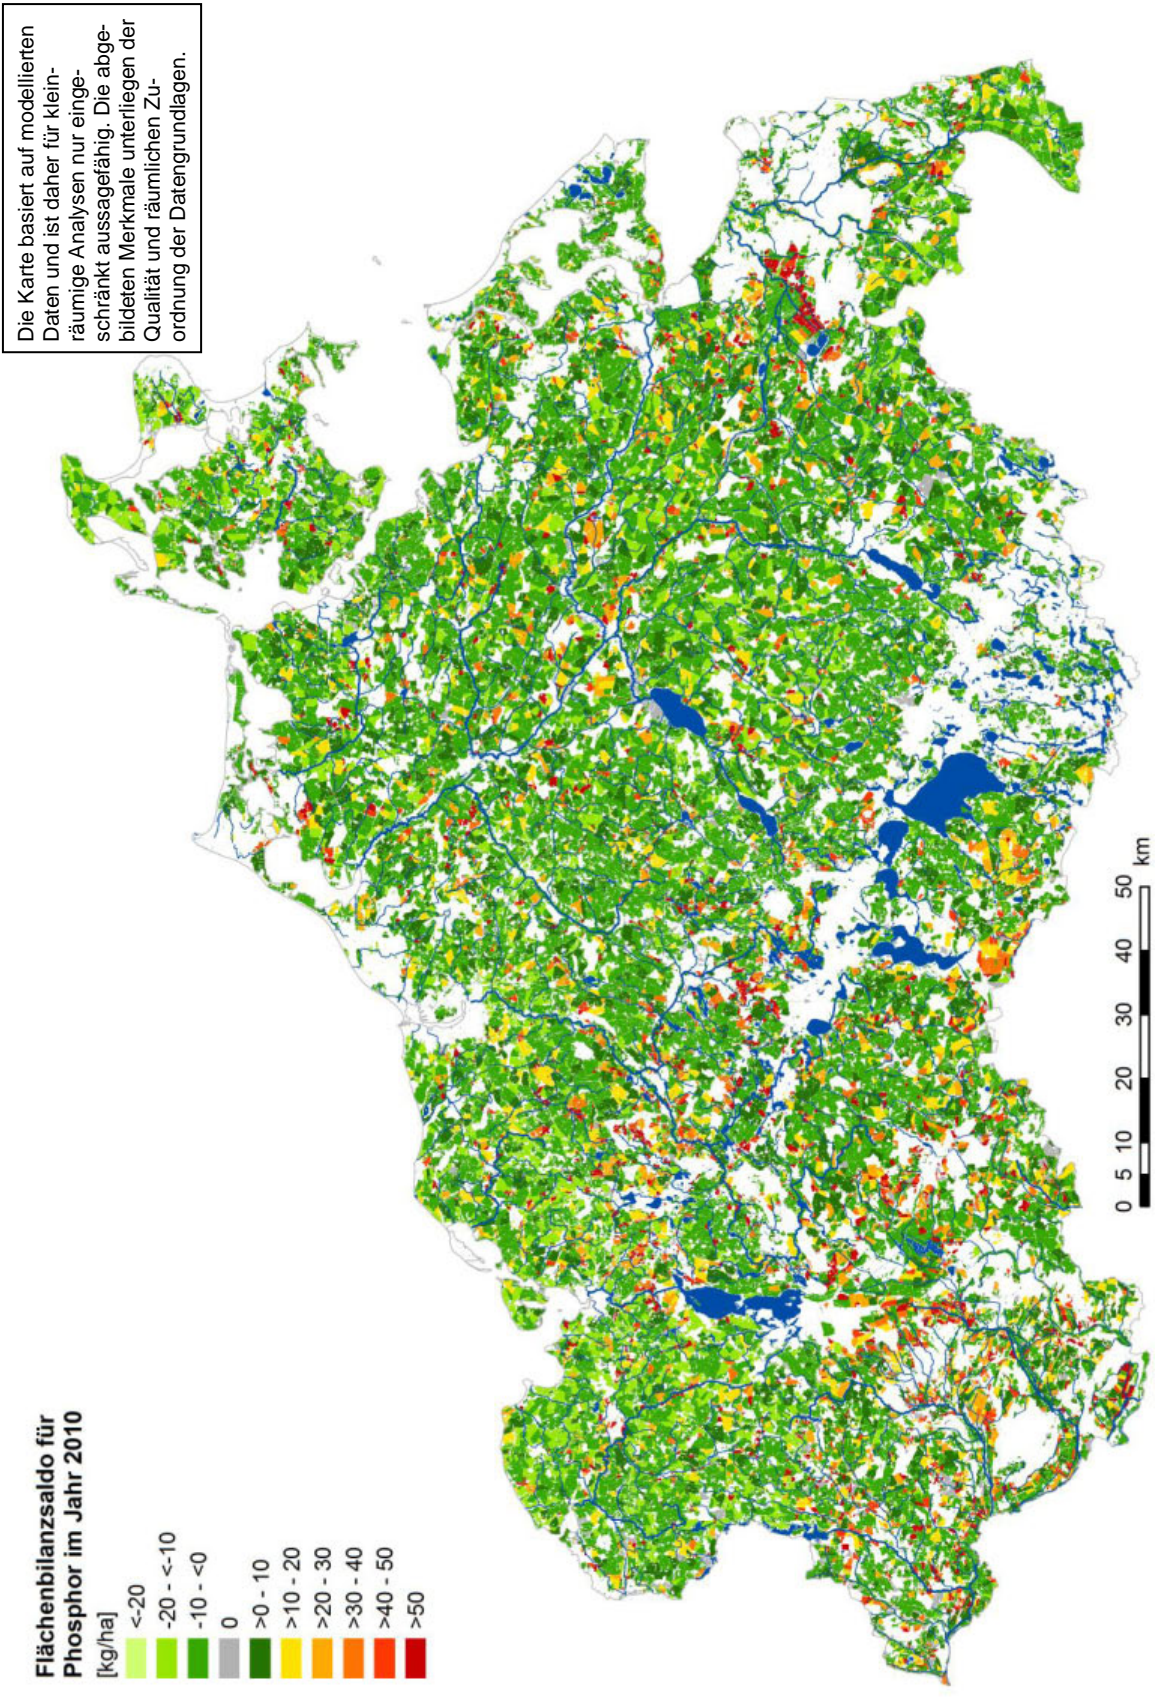 Die Karte basiert auf modellierten
Daten und ist daher für klein-
räumige Analysen nur einge-
schränkt aussagefähig. Die abge-
bildeten Merkmale unterliegen der
Qualität und räumlichen Zu-
ordnung der Datengrundlagen.
Flächenbilanzsaldo für
Phosphor im Jahr 2010
[kg/ha]
<-20
-20 - <-10
-10 - <0
0
>0 - 10
>10 - 20
>20 - 30
>30 - 40
>40 - 50
>50
0 5 10 20 30 40 50
km